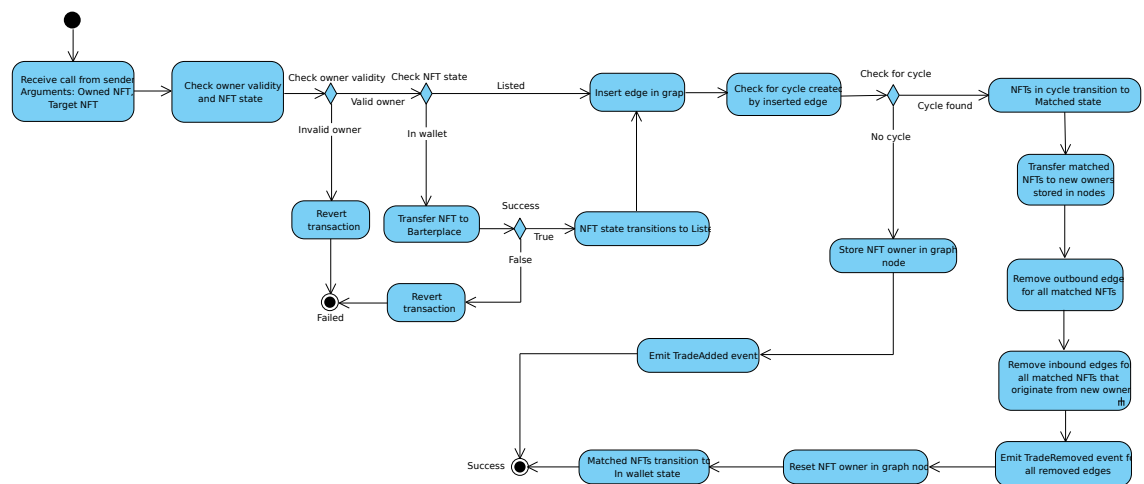 Receive call from sender
Arguments: Owned NFT,
Target NFT
Check owner validity
and NFT state
Check owner validity
Valid owner
Invalid owner
Check NFT state
Listed
In wallet
Insert edge in grap
Check for cycle created
by inserted edge
Check for cycle
Cycle found
No cycle
NFTs in cycle transition to
Matched state
Transfer matched
NFTs to new owners
stored in nodes
Revert
transaction
Transfer NFT to
Barterplace
Success
True
False
NFT state transitions to Liste
Store NFT owner in graph
node
Remove outbound edge
for all matched NFTs
Revert
transaction
Failed
Emit TradeAdded event
Remove inbound edges fo
all matched NFTs that
originate from new owner
Success
Matched NFTs transition to
In wallet state
Reset NFT owner in graph nod
Emit TradeRemoved event f
all removed edges